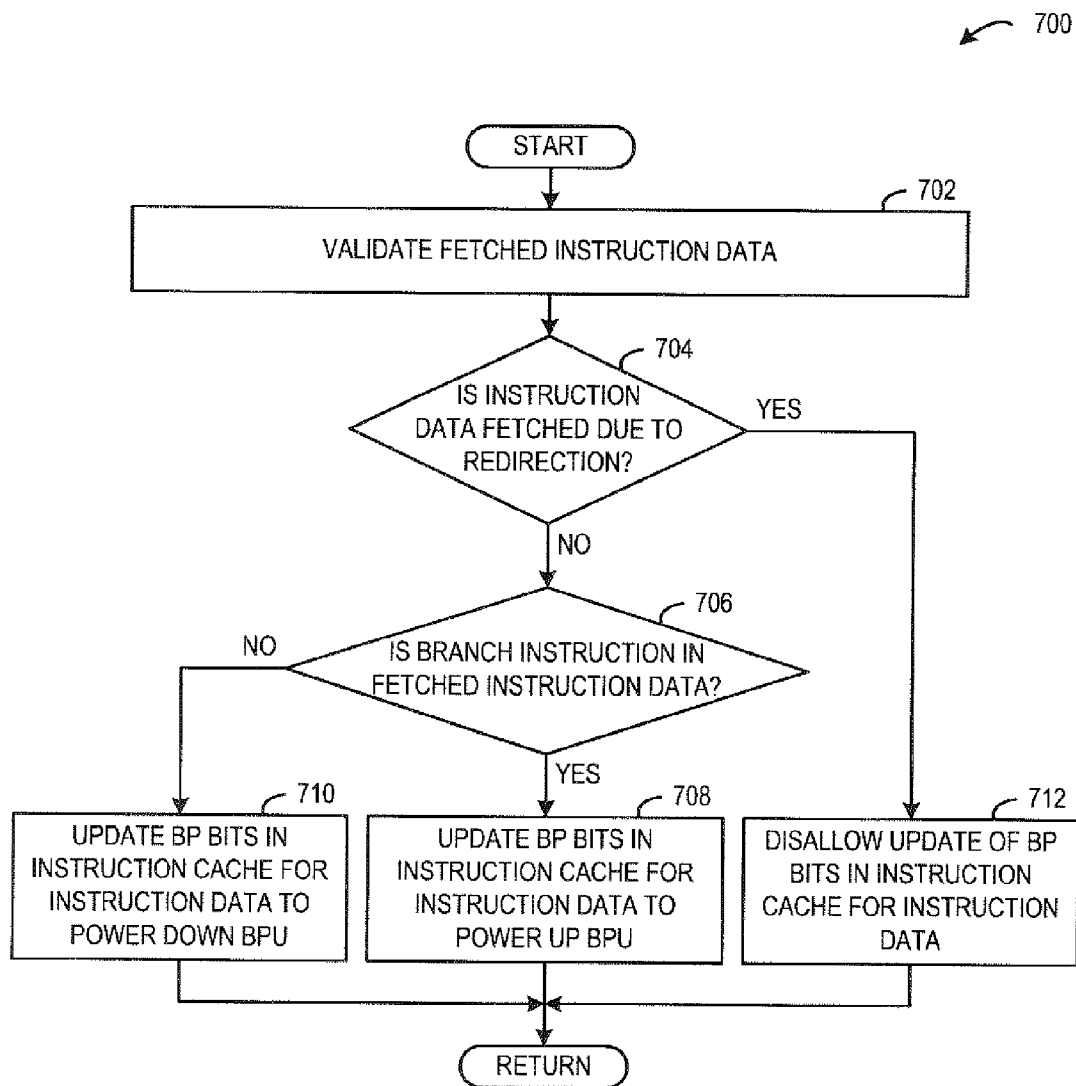 700
START
702
VALIDATE FETCHED INSTRUCTION DATA
704
IS INSTRUCTION
DATA FETCHED DUE TO
REDIRECTION?
YES
NO
706
NO
IS BRANCH INSTRUCTION IN
FETCHED INSTRUCTION DATA?
YES
710
UPDATE BP BITS IN
INSTRUCTION CACHE FOR
INSTRUCTION DATA TO
POWER DOWN BPU
708
UPDATE BP BITS IN
INSTRUCTION CACHE FOR
INSTRUCTION DATA TO
POWER UP BPU
712
DISALLOW UPDATE OF BP
BITS IN INSTRUCTION
CACHE FOR INSTRUCTION
DATA
RETURN